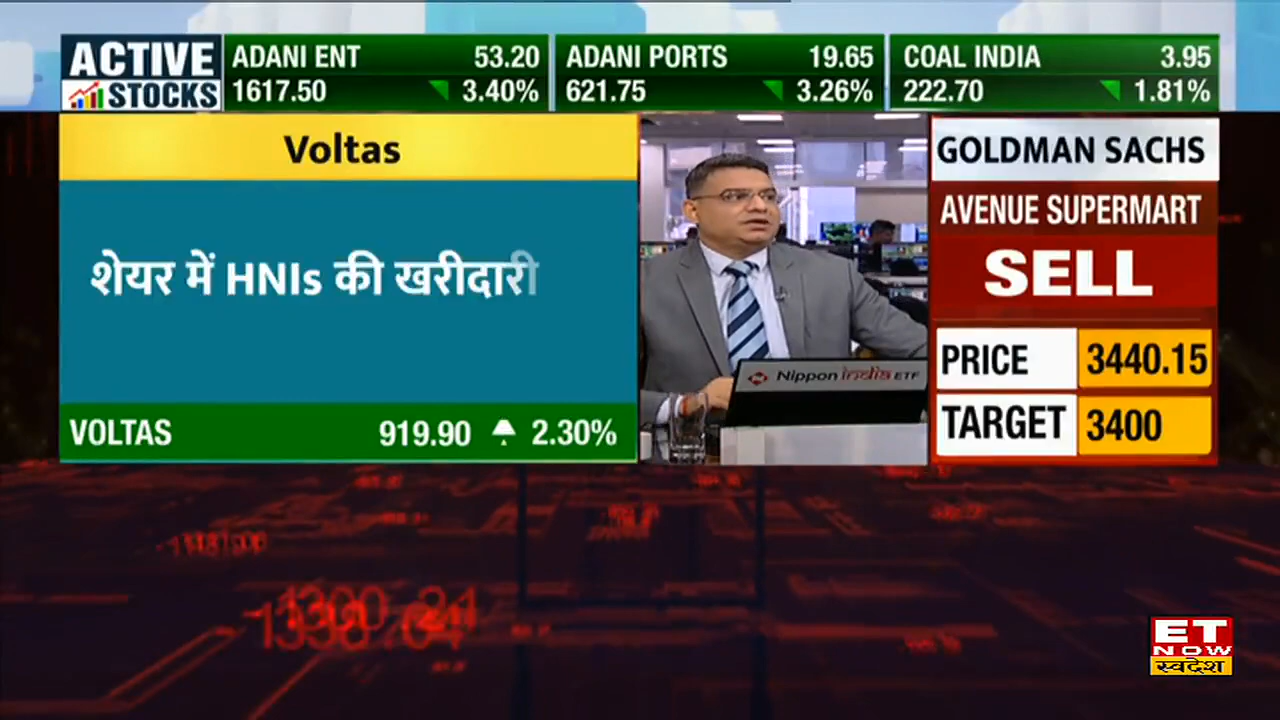 ACTIVE STOCKS
ADANI ENT 53.20
1617.50 3.40%
ADANI PORTS 19.65
621.75 3.26%
COAL INDIA 3.95
222.70 1.81%
Voltas
शेयर में HNIs की खरीदारी
VOLTAS 919.90 2.30%
Nippon india ETF
GOLDMAN SACHS
AVENUE SUPERMART
SELL
PRICE 3440.15
TARGET 3400
1300.21
ET
NOW
स्वदेश